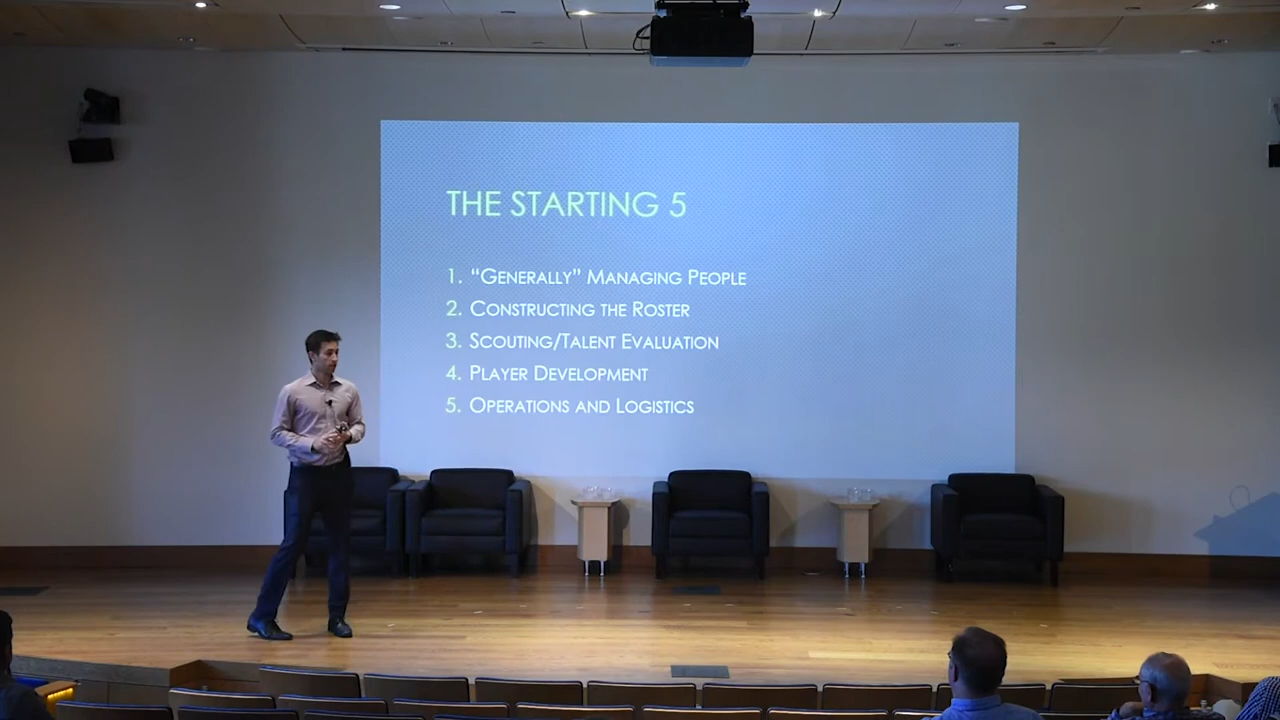 THE STARTING 5
1. “GENERALLY” MANAGING PEOPLE
2. CONSTRUCTING THE ROSTER
3. SCOUTING/TALENT EVALUATION
4. PLAYER DEVELOPMENT
5. OPERATIONS AND LOGISTICS